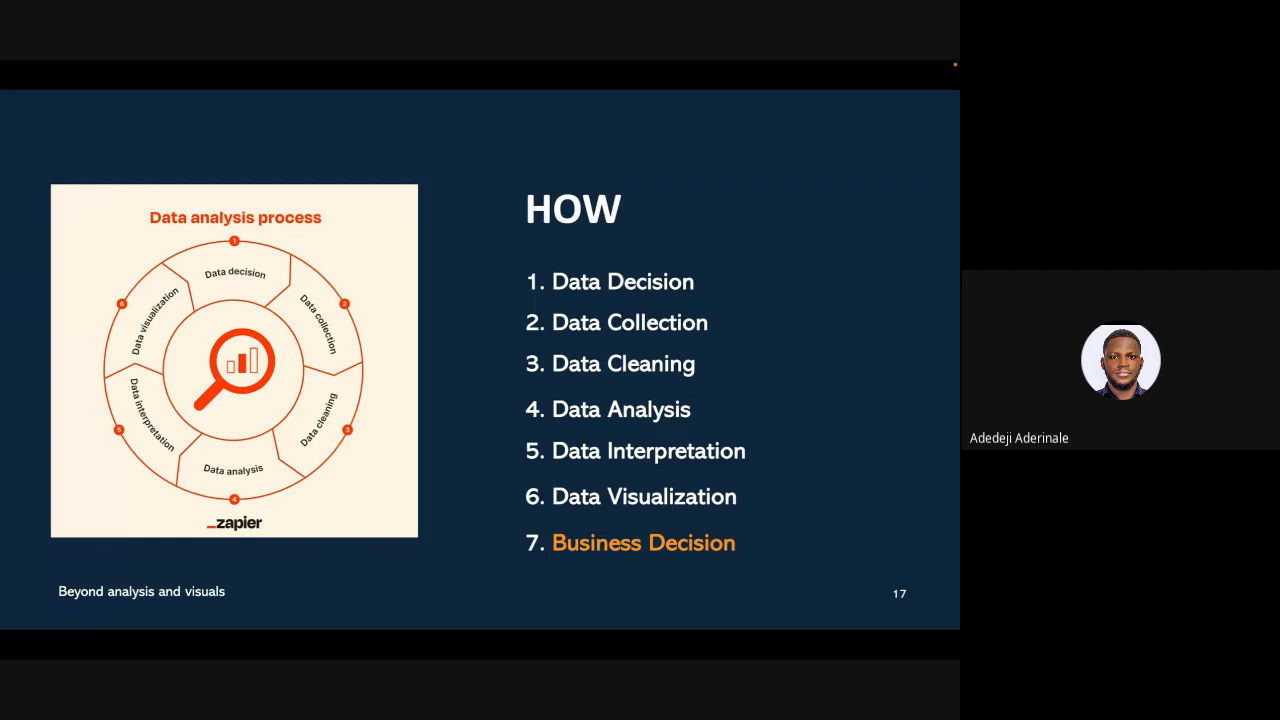 Data analysis process
1
Data decision
2
Data collection
3
Data cleaning
4
Data analysis
5
Data interpretation
6
Data visualization
_zapier
HOW
1. Data Decision
2. Data Collection
3. Data Cleaning
4. Data Analysis
5. Data Interpretation
6. Data Visualization
7. Business Decision
Beyond analysis and visuals
17
Adedeji Aderinale